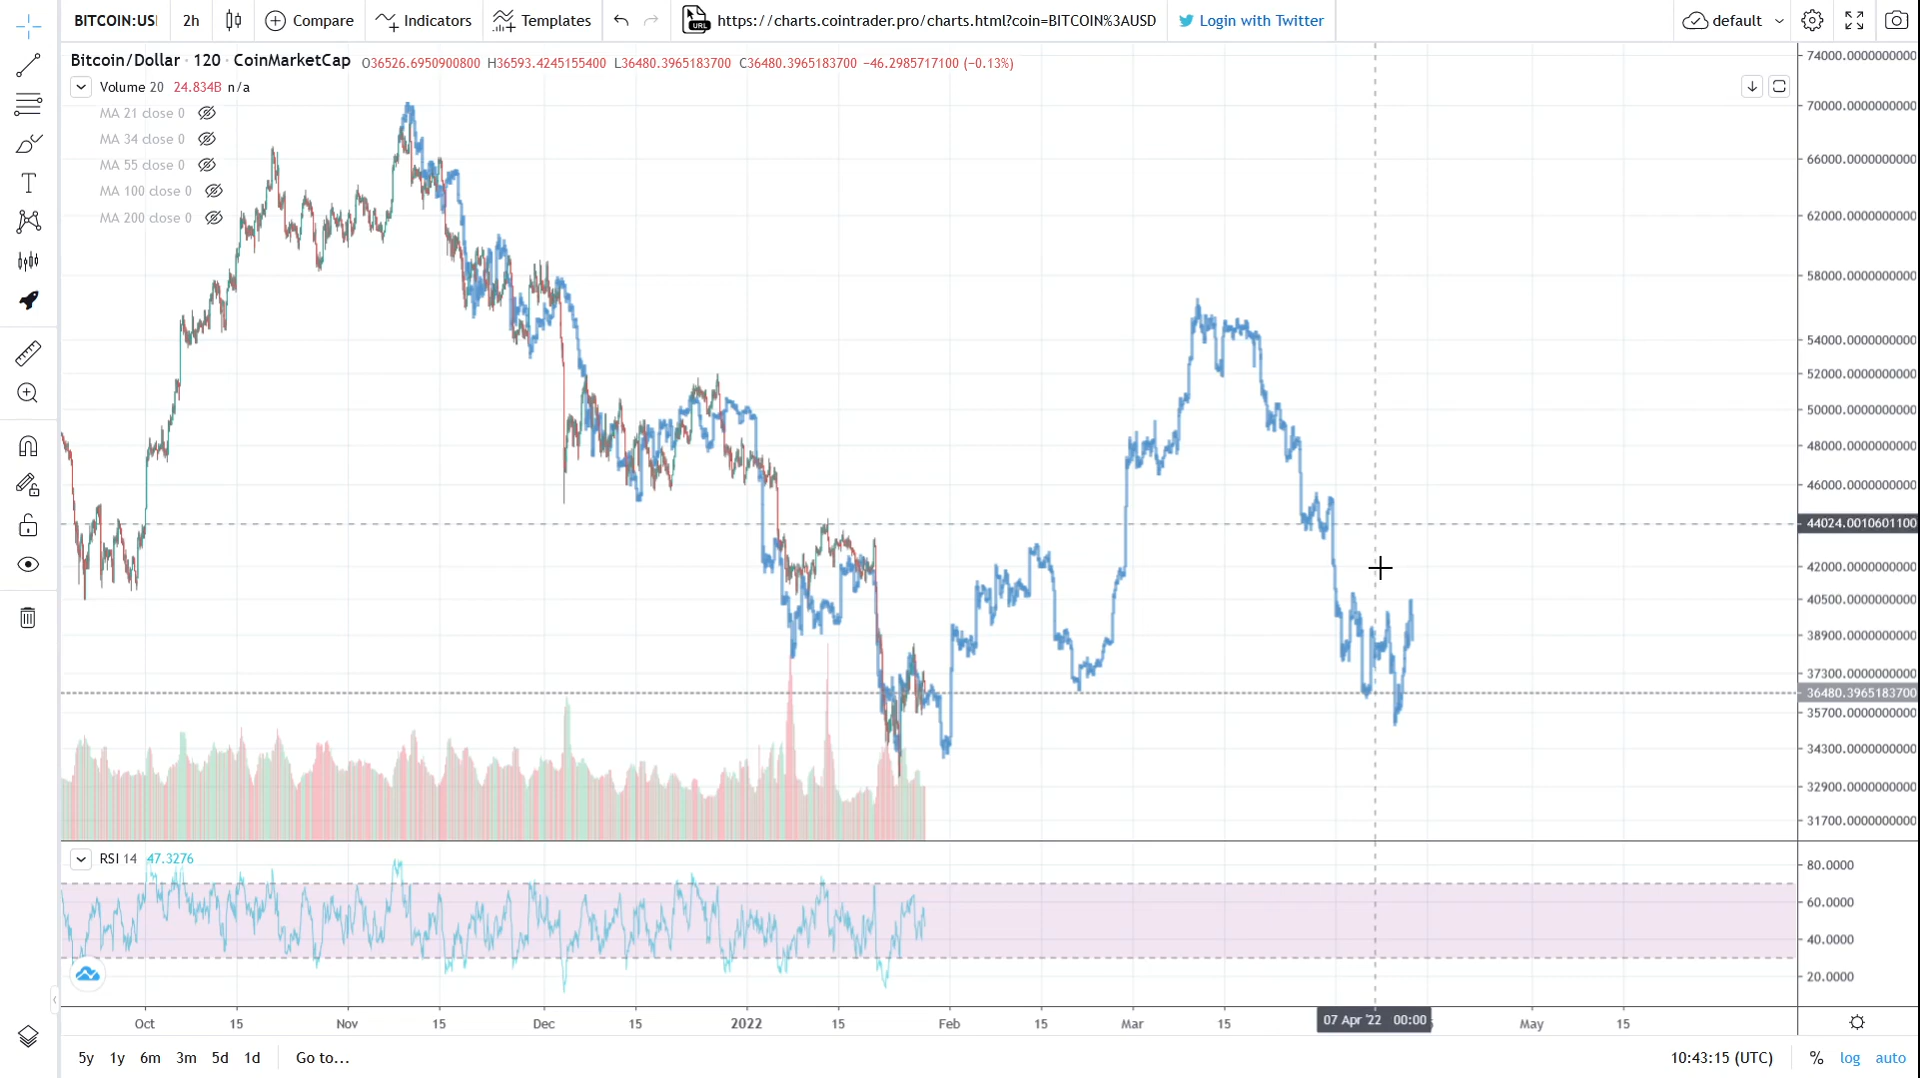 BITCOIN:US 2h Compare Indicators Templates URL https://charts.cointrader.pro/charts.html?coin=BITCOIN%3AUSD Login with Twitter default
Bitcoin/Dollar · 120 · CoinMarketCap O36526.6950900800 H36593.4245155400 L36480.3965183700 C36480.3965183700 −46.2985717100 (−0.13%)
Volume 20 24.834B n/a
MA 21 close 0
MA 34 close 0
MA 55 close 0
MA 100 close 0
MA 200 close 0
74000.0000000000
70000.0000000000
66000.0000000000
62000.0000000000
58000.0000000000
54000.0000000000
52000.0000000000
50000.0000000000
48000.0000000000
46000.0000000000
44024.0010601100
42000.0000000000
40500.0000000000
38900.0000000000
37300.0000000000
36480.3965183700
35700.0000000000
34300.0000000000
32900.0000000000
31700.0000000000
RSI 14 47.3276
80.0000
60.0000
40.0000
20.0000
Oct 15 Nov 15 Dec 15 2022 15 Feb 15 Mar 15 07 Apr '22 00:00 May 15
5y 1y 6m 3m 5d 1d Go to... 10:43:15 (UTC) % log auto